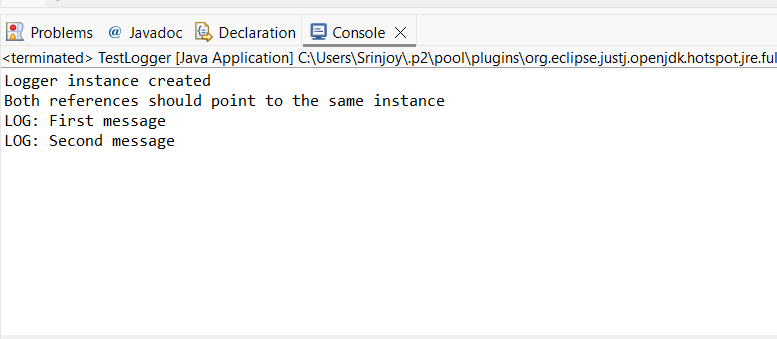 Problems @ Javadoc Declaration Console
<terminated> TestLogger [Java Application] C:\Users\Srinjoy\.p2\pool\plugins\org.eclipse.justj.openjdk.hotspot.jre.ful
Logger instance created
Both references should point to the same instance
LOG: First message
LOG: Second message